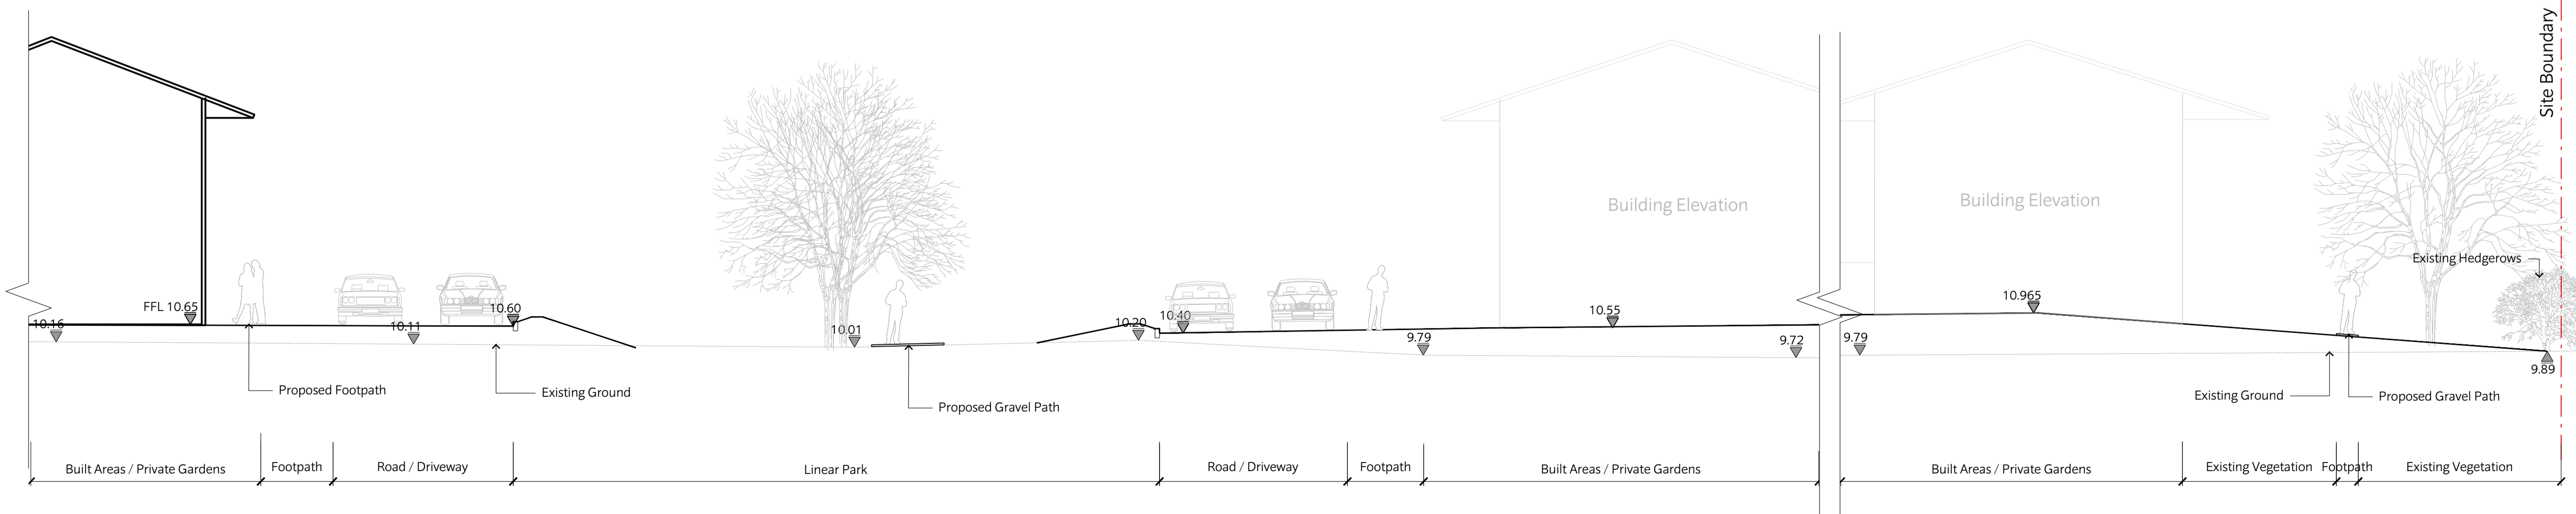 Site Boundary
Building Elevation
Building Elevation
Existing Hedgerows
FFL 10.65
10.16
10.11
10.60
10.01
10.20
10.40
10.55
9.79
9.72
9.79
10.965
9.89
Proposed Footpath
Existing Ground
Proposed Gravel Path
Existing Ground
Proposed Gravel Path
Built Areas / Private Gardens
Footpath
Road / Driveway
Linear Park
Road / Driveway
Footpath
Built Areas / Private Gardens
Built Areas / Private Gardens
Existing Vegetation
Footpath
Existing Vegetation